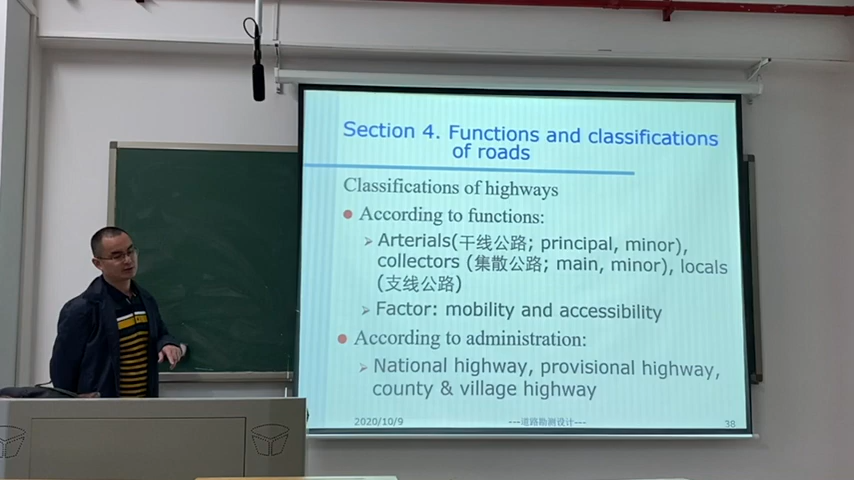 Section 4. Functions and classifications
of roads
Classifications of highways
According to functions:
Arterials(干线公路; principal, minor),
collectors (集散公路; main, minor), locals
(支线公路)
Factor: mobility and accessibility
According to administration:
National highway, provisional highway,
county & village highway
2020/10/9 ---道路勘测设计--- 38